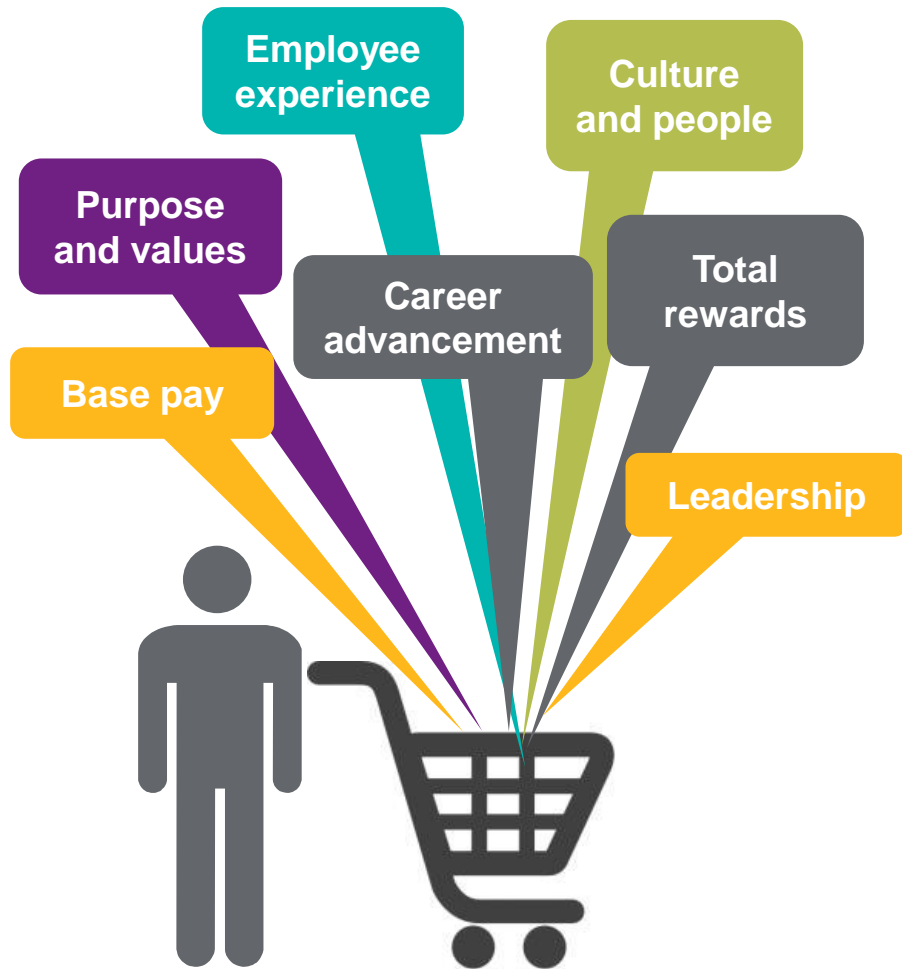 Employee
experience
Culture
and people
Purpose
and values
Career
advancement
Total
rewards
Base pay
Leadership